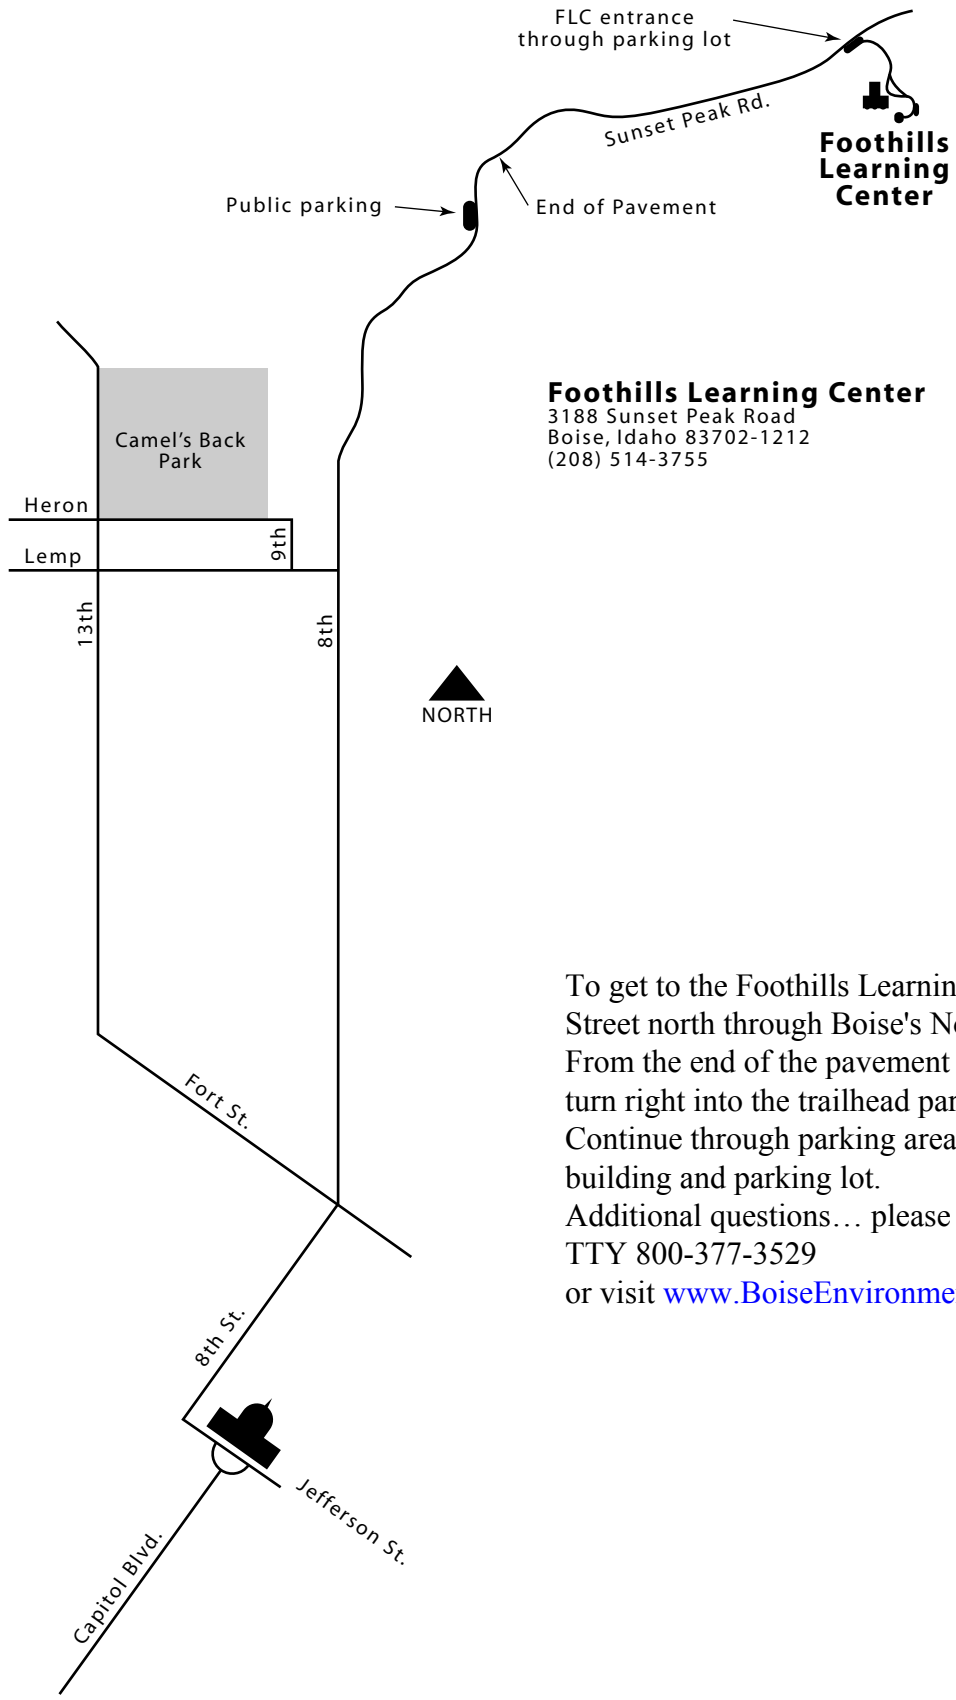 FLC entrance
through parking lot
Sunset Peak Rd.
Foothills
Learning
Center
Public parking
End of Pavement
Foothills Learning Center
3188 Sunset Peak Road
Boise, Idaho 83702-1212
(208) 514-3755
Camel's Back
Park
Heron
9th
Lemp
13th
8th
NORTH
To get to the Foothills
Street north through Boise's
From the end of the pavement
turn right into the trailhead
Continue through parking area
building and parking lot.
Additional questions… please
TTY 800-377-3529
or visit
Fort St.
8th St.
Jefferson St.
Capitol Blvd.